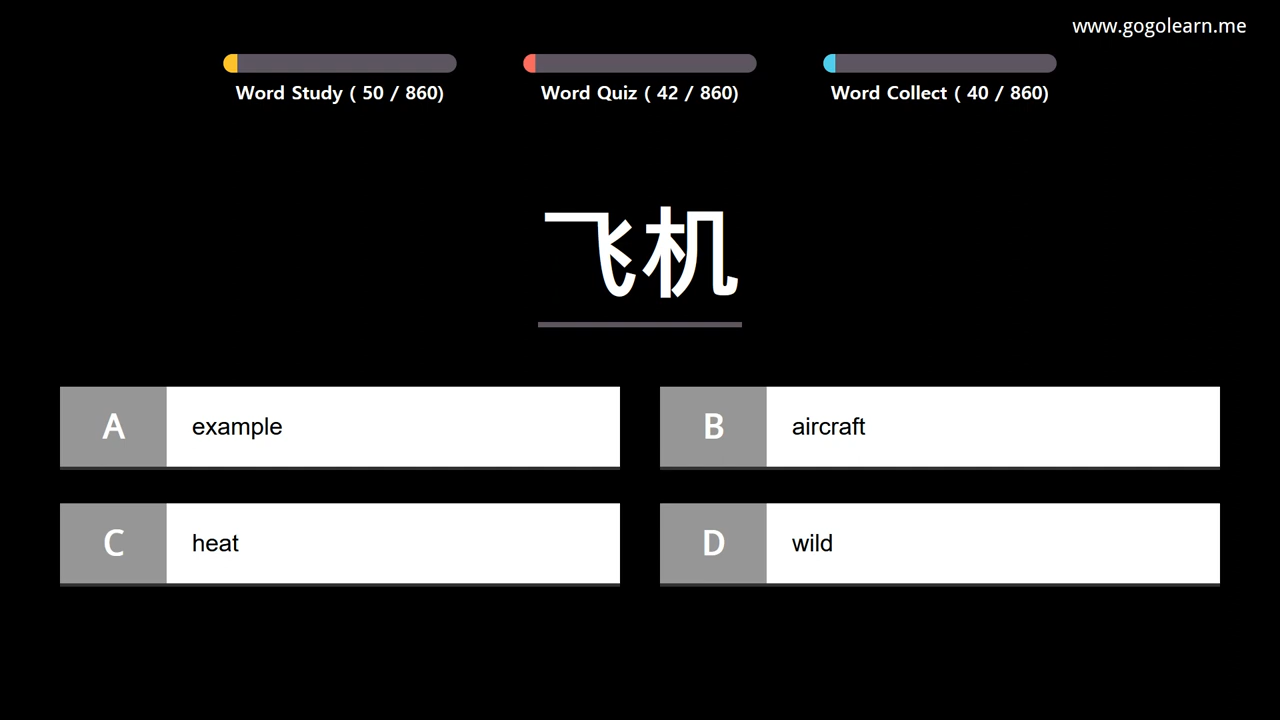 www.gogolearn.me
Word Study ( 50 / 860)
Word Quiz ( 42 / 860)
Word Collect ( 40 / 860)
飞机
A example
B aircraft
C heat
D wild